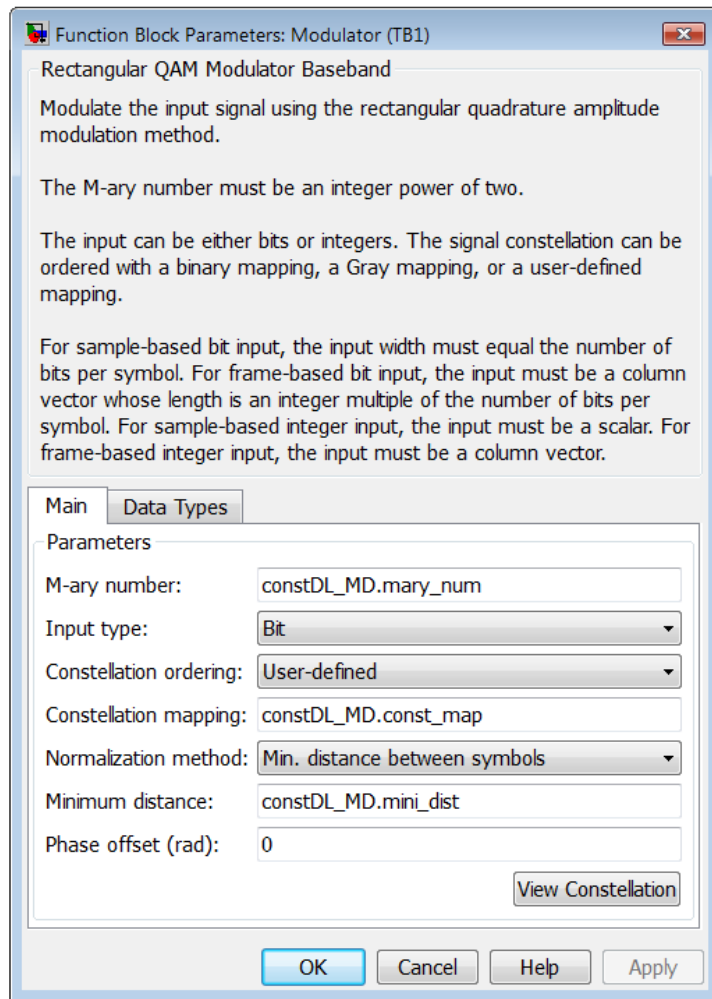 Function Block Parameters: Modulator (TB1)
Rectangular QAM Modulator Baseband
Modulate the input signal using the rectangular quadrature amplitude
modulation method.
The M-ary number must be an integer power of two.
The input can be either bits or integers. The signal constellation can be
ordered with a binary mapping, a Gray mapping, or a user-defined
mapping.
For sample-based bit input, the input width must equal the number of
bits per symbol. For frame-based bit input, the input must be a column
vector whose length is an integer multiple of the number of bits per
symbol. For sample-based integer input, the input must be a scalar. For
frame-based integer input, the input must be a column vector.
Main Data Types
Parameters
M-ary number: constDL_MD.mary_num
Input type: Bit
Constellation ordering: User-defined
Constellation mapping: constDL_MD.const_map
Normalization method: Min. distance between symbols
Minimum distance: constDL_MD.mini_dist
Phase offset (rad): 0
View Constellation
OK Cancel Help Apply